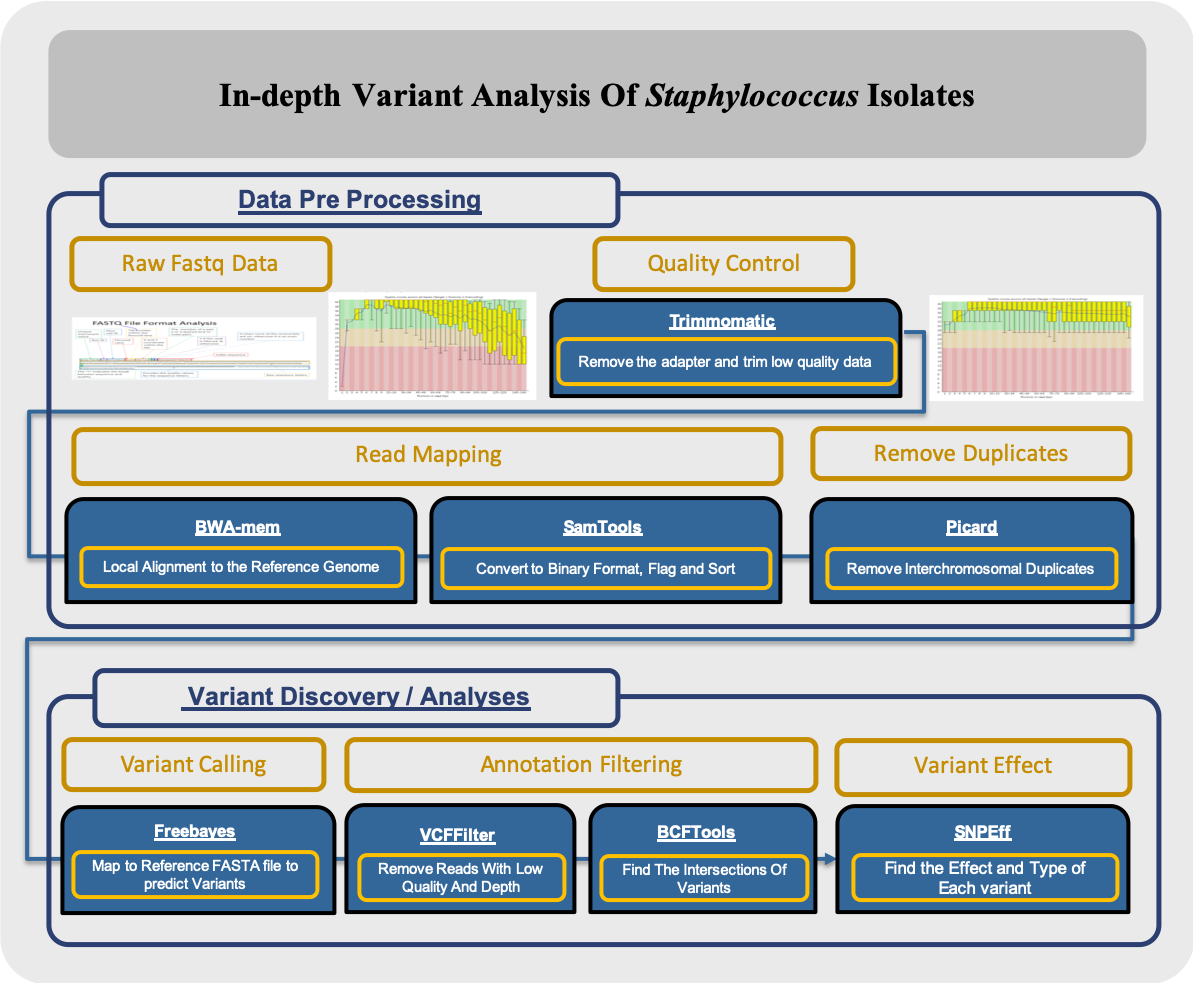 In-depth Variant Analysis Of Staphylococcus Isolates
Data Pre Processing
Raw Fastq Data
Quality Control
FASTQ File Format Analysis
Trimmomatic
Remove the adapter and trim low quality data
Read Mapping
Remove Duplicates
BWA-mem
Local Alignment to the Reference Genome
SamTools
Convert to Binary Format, Flag and Sort
Picard
Remove Interchromosomal Duplicates
Variant Discovery / Analyses
Variant Calling
Annotation Filtering
Variant Effect
Freebayes
Map to Reference FASTA file to
predict Variants
VCFFilter
Remove Reads With Low
Quality And Depth
BCFTools
Find The Intersections Of
Variants
SNPEff
Find the Effect and Type of
Each variant